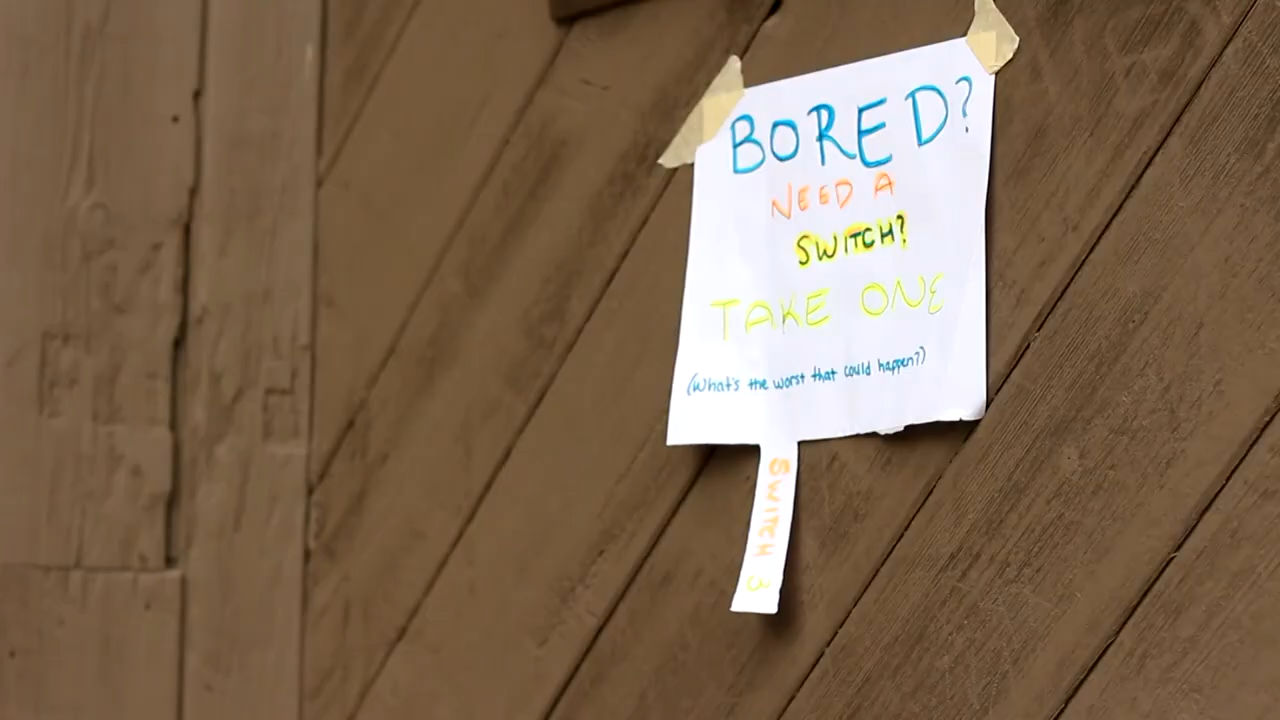 BORED?
NEED A
SWITCH?
TAKE ONE
(What's the worst that could happen?)
SWITCH 3